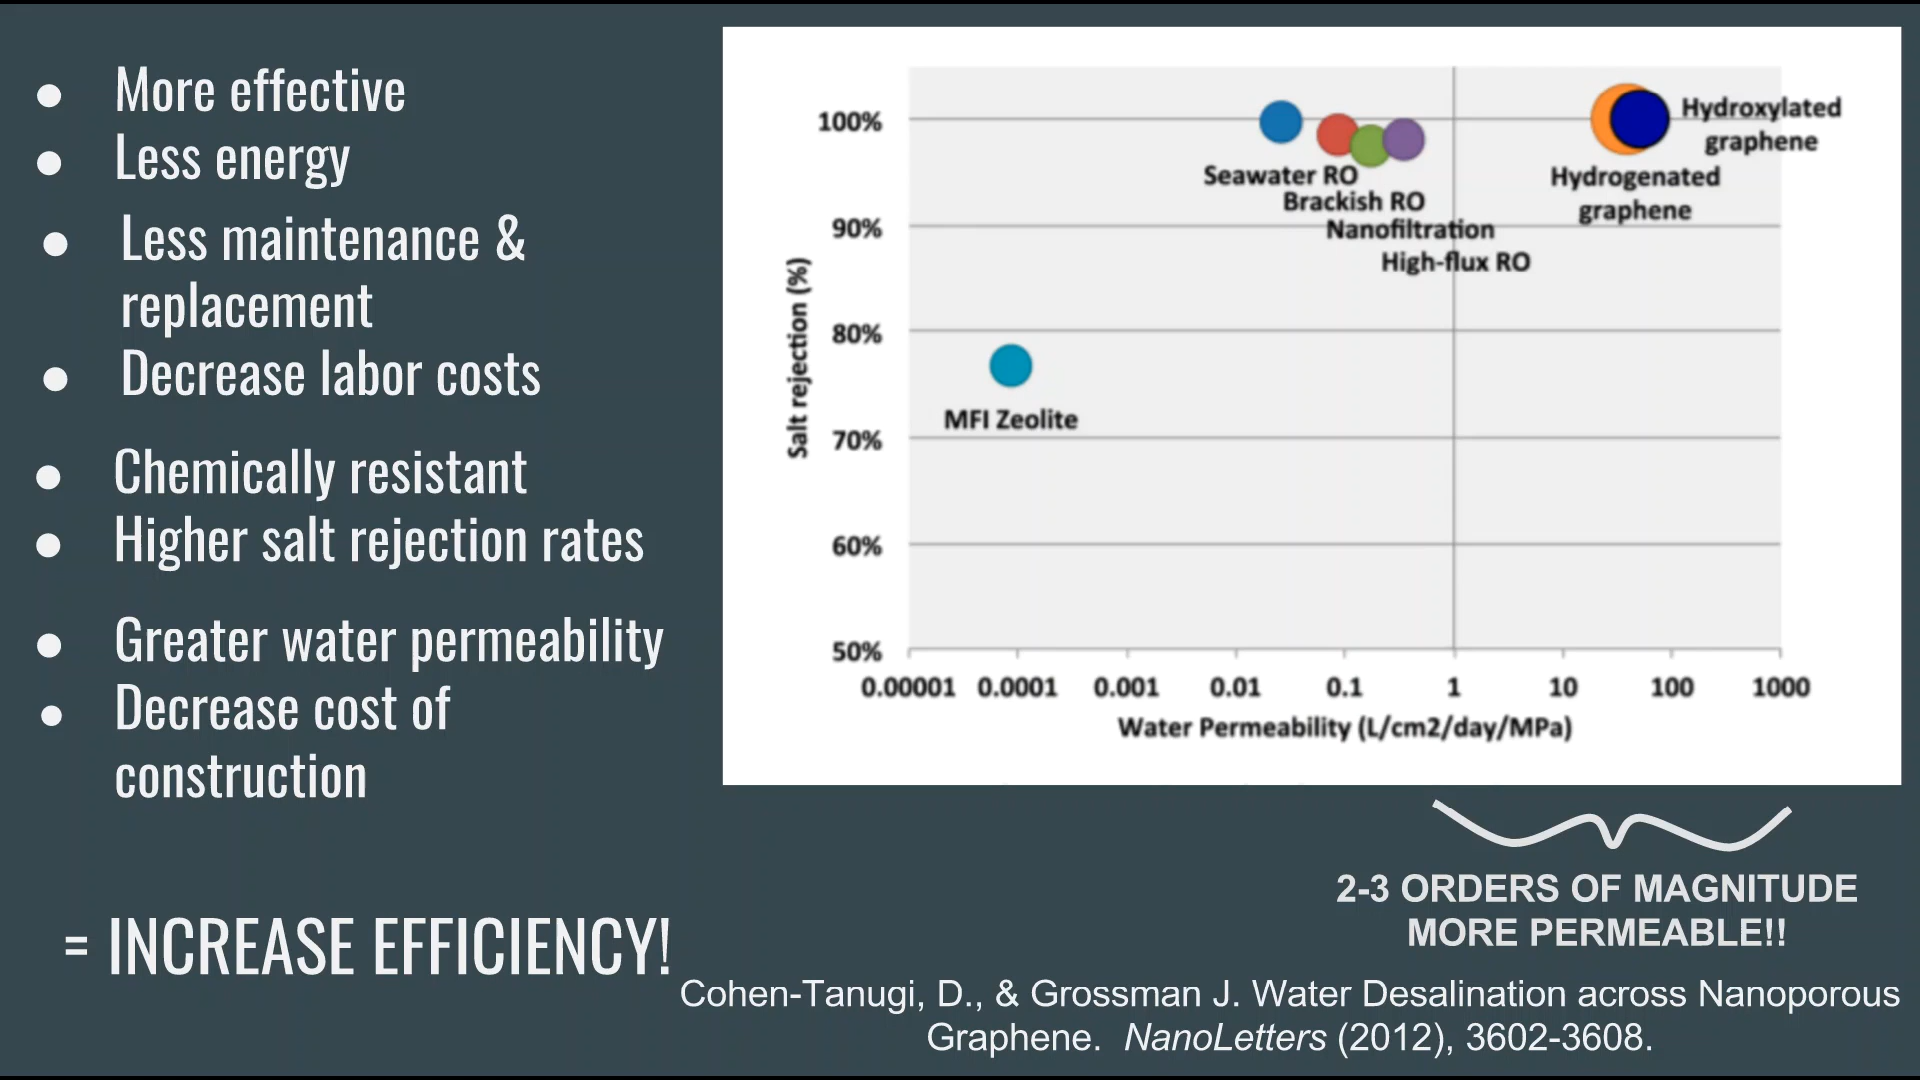 ● More effective
● Less energy
● Less maintenance &
replacement
● Decrease labor costs
● Chemically resistant
● Higher salt rejection rates
● Greater water permeability
● Decrease cost of
construction
= INCREASE EFFICIENCY!
Salt rejection (%)
100%
90%
80%
70%
60%
50%
Seawater RO
Brackish RO
Nanofiltration
High-flux RO
Hydroxylated
graphene
Hydrogenated
graphene
MFI Zeolite
0.00001 0.0001 0.001 0.01 0.1 1 10 100 1000
Water Permeability (L/cm2/day/MPa)
2-3 ORDERS OF MAGNITUDE
MORE PERMEABLE!!
Cohen-Tanugi, D., & Grossman J. Water Desalination across Nanoporous
Graphene. NanoLetters (2012), 3602-3608.